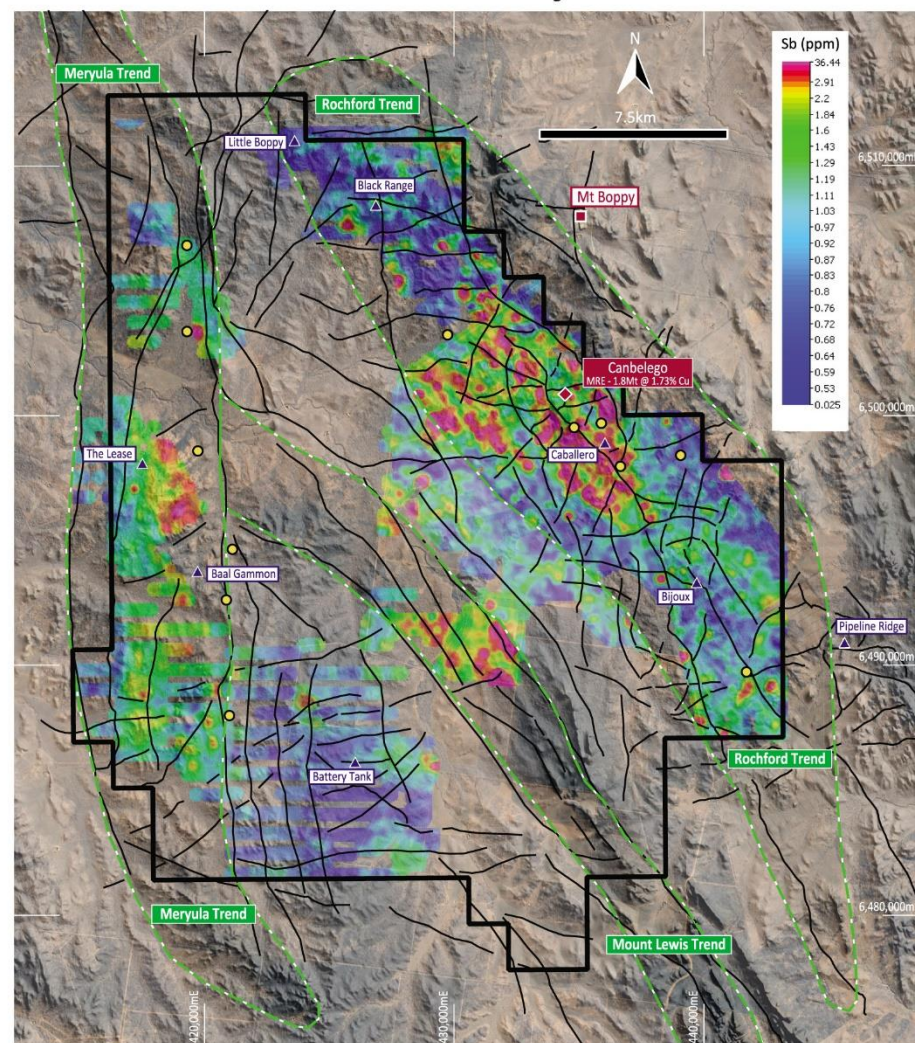 Sb (ppm)
36.44
2.91
2.2
1.84
1.6
1.43
1.29
1.19
1.11
1.03
0.97
0.92
0.87
0.83
0.8
0.76
0.72
0.68
0.64
0.59
0.53
0.025
N
7.5km
Meryula Trend
Rochford Trend
Little Boppy
Black Range
6,510,000mN
Mt Boppy
Canbelego
MRE - 1.8Mt @ 1.73% Cu
6,500,000mN
Caballero
The Lease
Baal Gammon
Bijoux
Pipeline Ridge
6,490,000mN
Rochford Trend
Battery Tank
6,480,000mN
Meryula Trend
Mount Lewis Trend
420,000mE
430,000mE
440,000mE